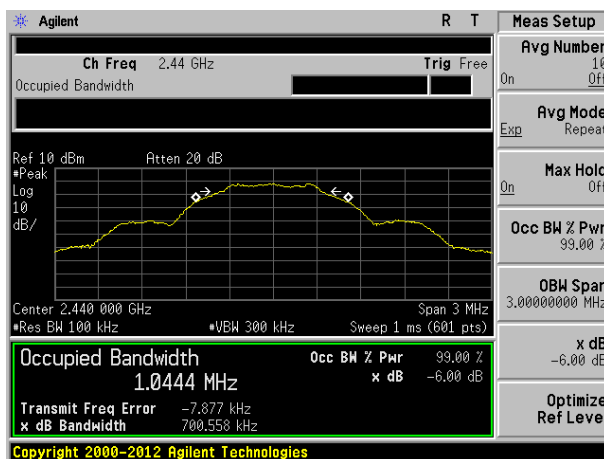 Agilent R T
Ch Freq 2.44 GHz Trig Free
Occupied Bandwidth
Ref 10 dBm Atten 20 dB
#Peak
Log
10
dB/
Center 2.440 000 GHz Span 3 MHz
#Res BW 100 kHz #VBW 300 kHz Sweep 1 ms (601 pts)
Occupied Bandwidth
1.0444 MHz
Occ BW % Pwr 99.00 %
x dB -6.00 dB
Transmit Freq Error -7.877 kHz
x dB Bandwidth 700.558 kHz
Copyright 2000-2012 Agilent Technologies
Meas Setup
Avg Number
10
On Off
Avg Mode
Exp Repeat
Max Hold
On Off
Occ BW % Pwr
99.00 %
OBW Span
3.00000000 MHz
x dB
-6.00 dB
Optimize
Ref Level